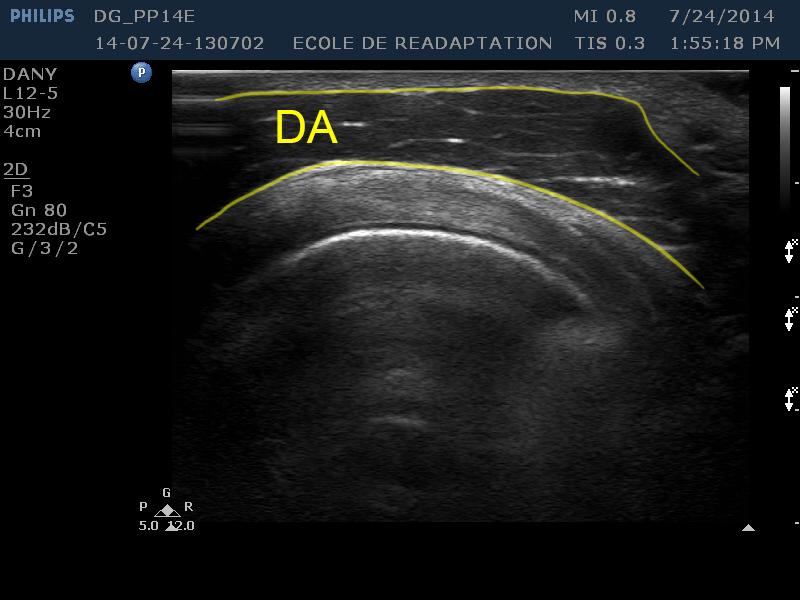 PHILIPS DG_PP14E MI 0.8 7/24/2014
14-07-24-130702 ECOLE DE READAPTATION TIS 0.3 1:55:18 PM
DANY
L12-5
30Hz
4cm
2D
F3
Gn 80
232dB/C5
G/3/2
P
DA
G
P R
5.0 12.0